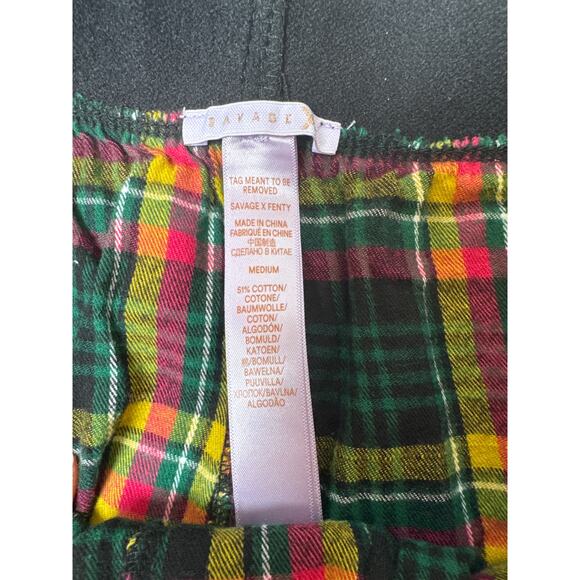 SAVAGE X
TAG MEANT TO BE
REMOVED
SAVAGE X FENTY
MADE IN CHINA
FABRIQUÉ EN CHINE
中国制造
СДЕЛАНО В КИТАЕ
MEDIUM
51% COTTON/
COTONE/
BAUMWOLLE/
COTON/
ALGODÓN/
BOMULD/
KATOEN/
棉/BOMULL/
BAWEŁNA/
PUUVILLA/
ХЛОПОК/BAVLNA/
ALGODÃO